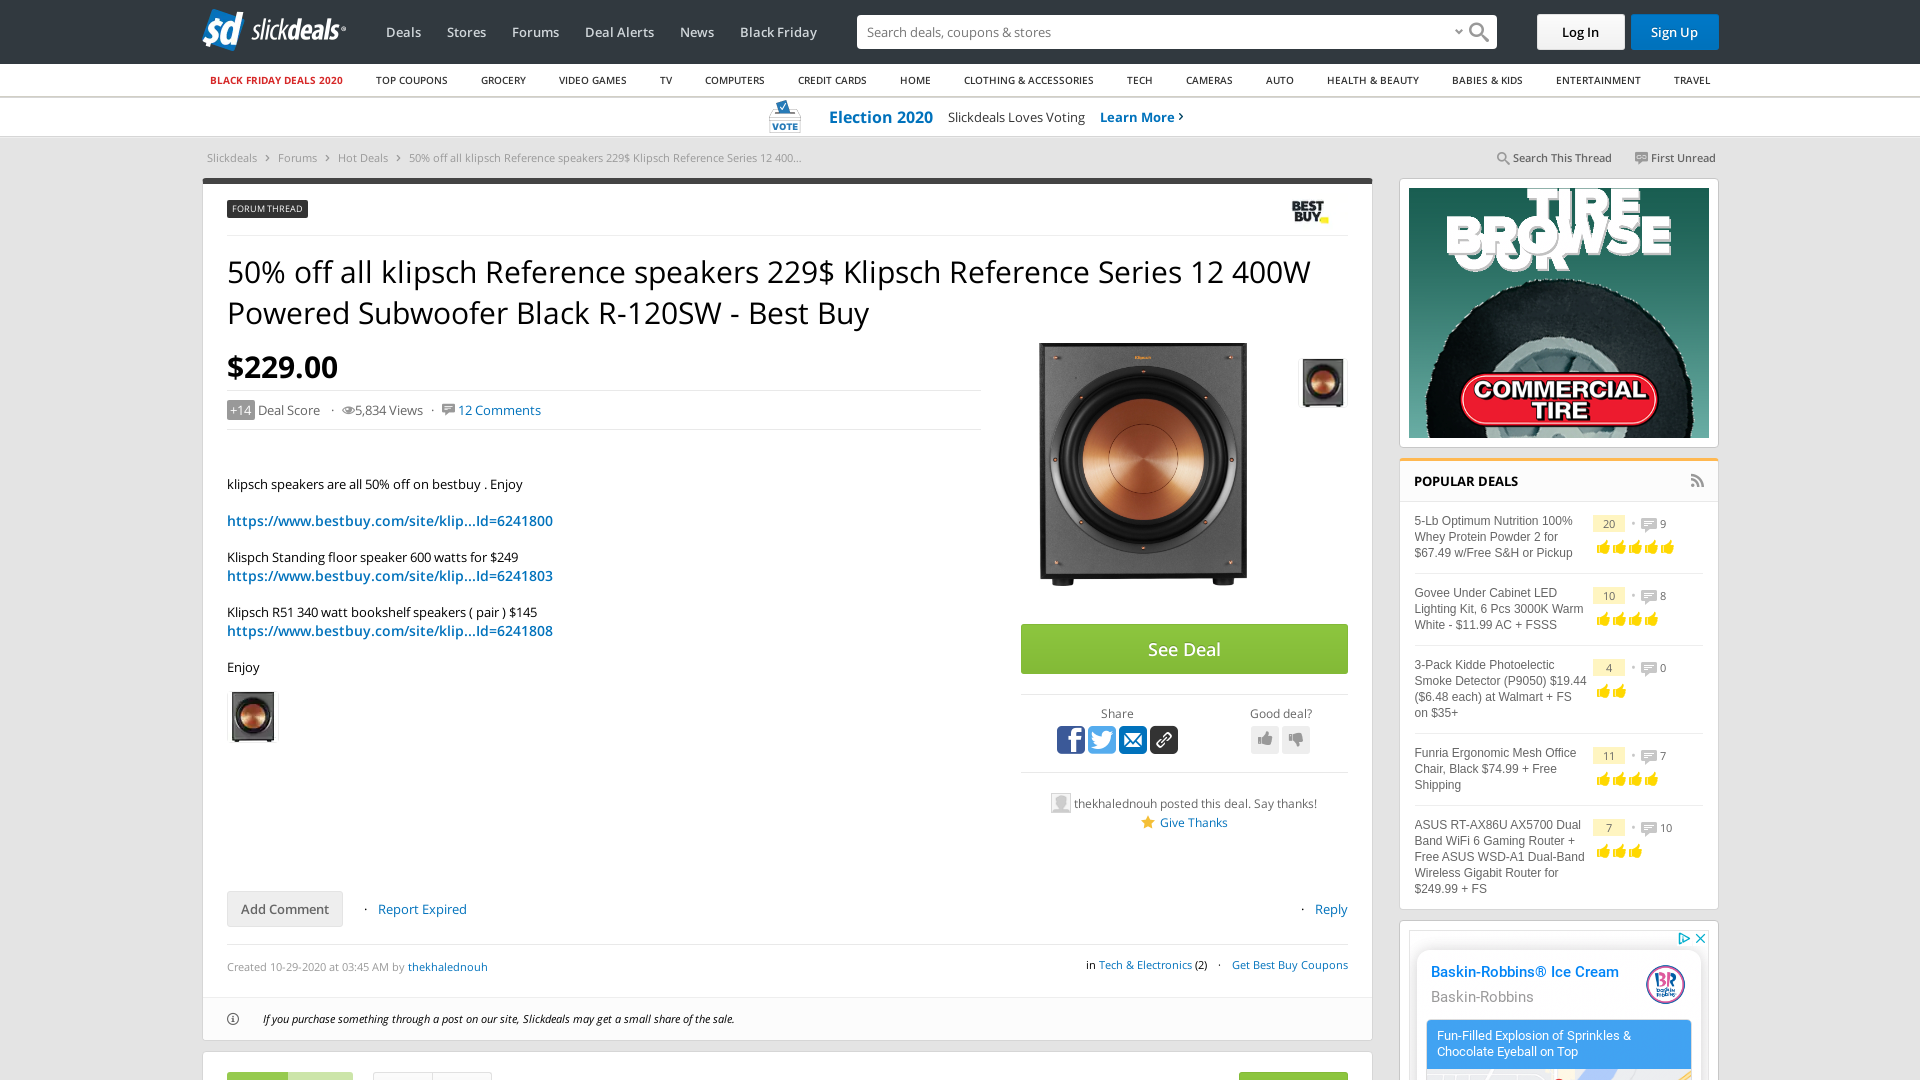 sd slickdeals
Deals Stores Forums Deal Alerts News Black Friday
Search deals, coupons & stores
Log In Sign Up
BLACK FRIDAY DEALS 2020 TOP COUPONS GROCERY VIDEO GAMES TV COMPUTERS CREDIT CARDS HOME CLOTHING & ACCESSORIES TECH CAMERAS AUTO HEALTH & BEAUTY BABIES & KIDS ENTERTAINMENT TRAVEL
VOTE Election 2020 Slickdeals Loves Voting Learn More
Slickdeals Forums Hot Deals 50% off all klipsch Reference speakers 229$ Klipsch Reference Series 12 400...
Search This Thread First Unread
FORUM THREAD
BEST BUY
50% off all klipsch Reference speakers 229$ Klipsch Reference Series 12 400W
Powered Subwoofer Black R-120SW - Best Buy
$229.00
+14 Deal Score · 5,834 Views · 12 Comments
klipsch speakers are all 50% off on bestbuy . Enjoy
https://www.bestbuy.com/site/klip...Id=6241800
Klispch Standing floor speaker 600 watts for $249
https://www.bestbuy.com/site/klip...Id=6241803
Klipsch R51 340 watt bookshelf speakers ( pair ) $145
https://www.bestbuy.com/site/klip...Id=6241808
Enjoy
See Deal
Share Good deal?
thekhalednouh posted this deal. Say thanks!
Give Thanks
Add Comment · Report Expired
· Reply
Created 10-29-2020 at 03:45 AM by thekhalednouh
in Tech & Electronics (2) · Get Best Buy Coupons
If you purchase something through a post on our site, Slickdeals may get a small share of the sale.
TIRE
BROWSE
OUR
COMMERCIAL
TIRE
POPULAR DEALS
5-Lb Optimum Nutrition 100%
Whey Protein Powder 2 for
$67.49 w/Free S&H or Pickup
20 • 9
Govee Under Cabinet LED
Lighting Kit, 6 Pcs 3000K Warm
White - $11.99 AC + FSSS
10 • 8
3-Pack Kidde Photoelectic
Smoke Detector (P9050) $19.44
($6.48 each) at Walmart + FS
on $35+
4 • 0
Funria Ergonomic Mesh Office
Chair, Black $74.99 + Free
Shipping
11 • 7
ASUS RT-AX86U AX5700 Dual
Band WiFi 6 Gaming Router +
Free ASUS WSD-A1 Dual-Band
Wireless Gigabit Router for
$249.99 + FS
7 • 10
Baskin-Robbins® Ice Cream
Baskin-Robbins
BR
baskin
robbins
Fun-Filled Explosion of Sprinkles &
Chocolate Eyeball on Top